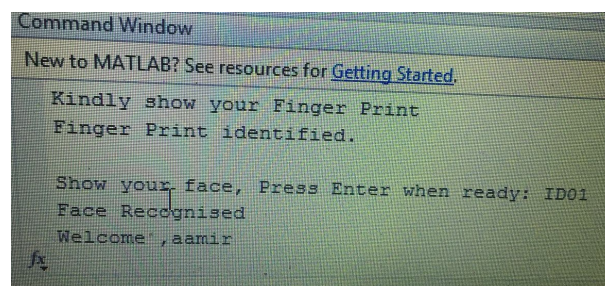 Command Window
New to MATLAB? See resources for Getting Started.
Kindly show your Finger Print
Finger Print identified.
Show your face, Press Enter when ready: ID01
Face Recognised
Welcome ,aamir
fx